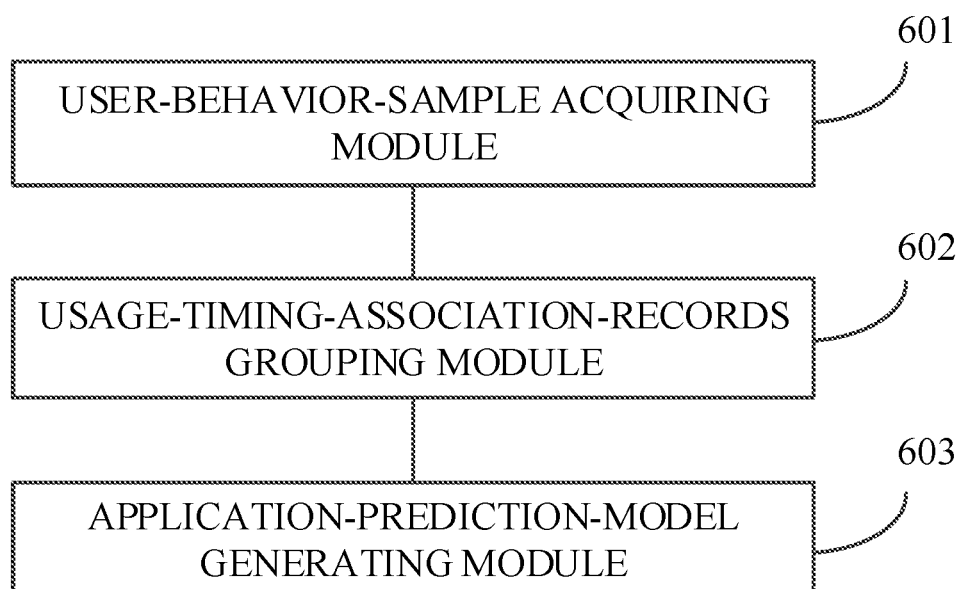 601
USER-BEHAVIOR-SAMPLE ACQUIRING
MODULE
602
USAGE-TIMING-ASSOCIATION-RECORDS
GROUPING MODULE
603
APPLICATION-PREDICTION-MODEL
GENERATING MODULE